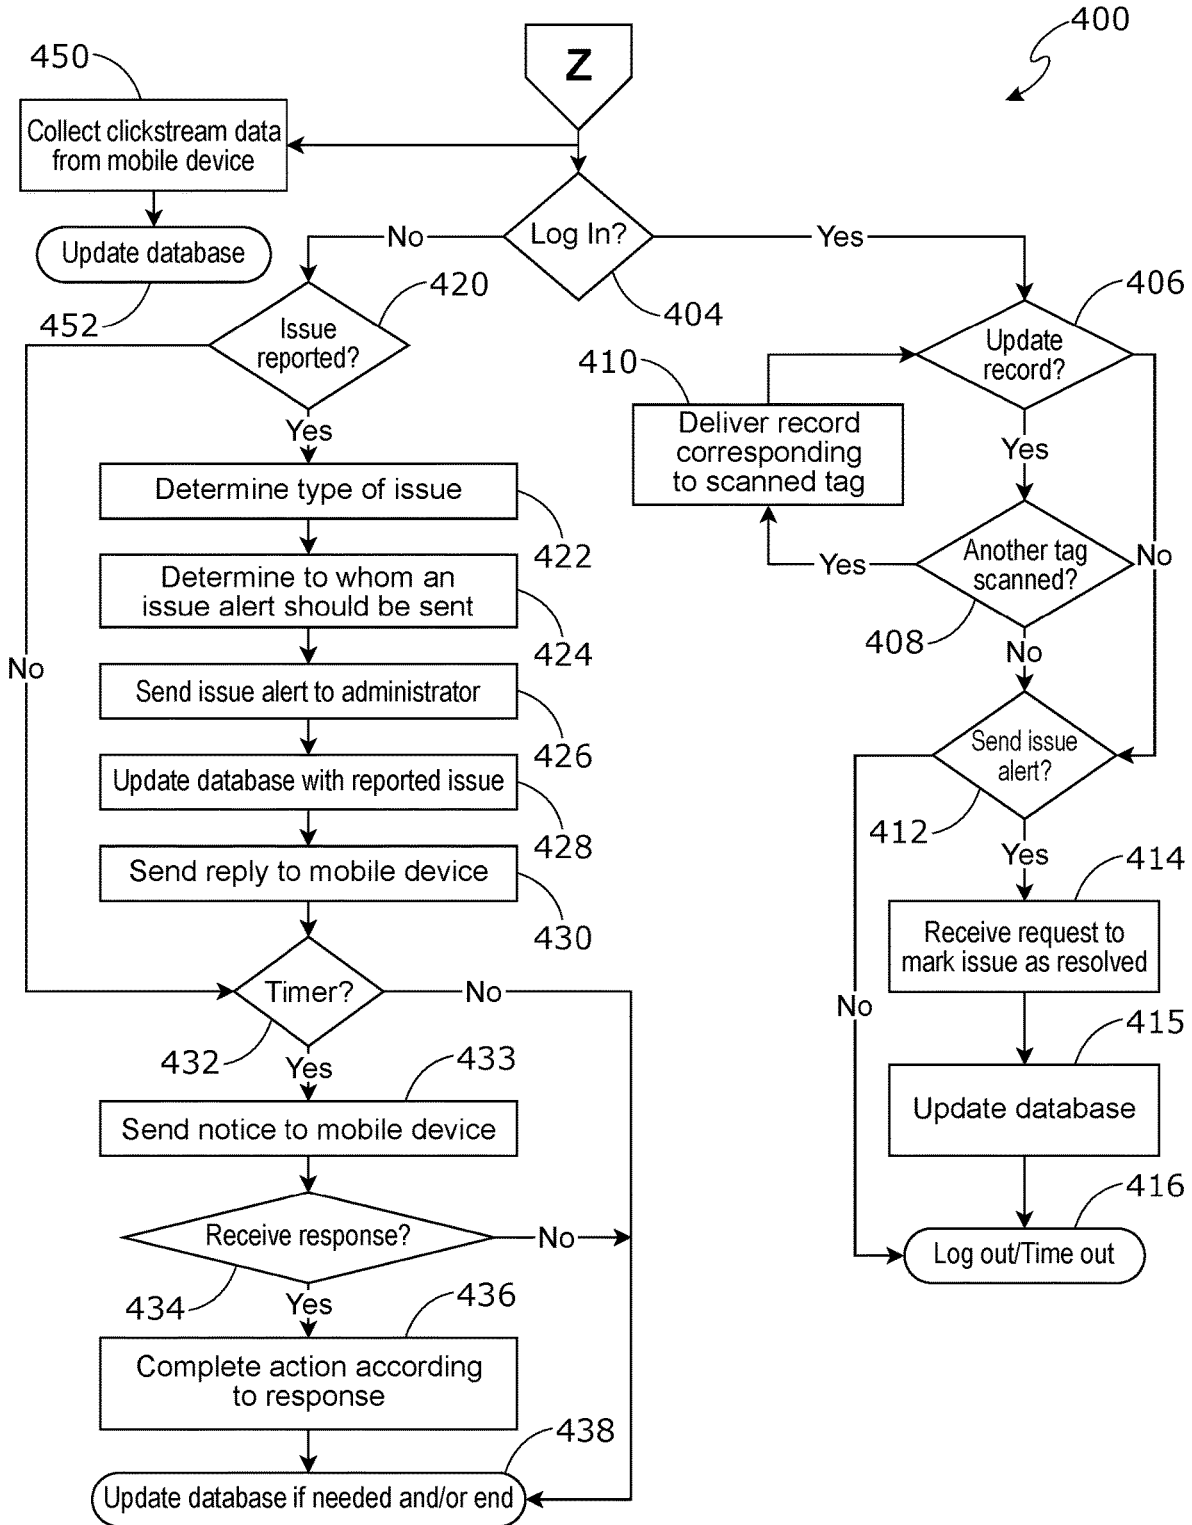 400
Z
450
Collect clickstream data
from mobile device
Update database
452
Log In?
404
No
Yes
420
Issue
reported?
No
Yes
Determine type of issue
422
Determine to whom an
issue alert should be sent
424
Send issue alert to administrator
426
Update database with reported issue
428
Send reply to mobile device
430
Timer?
432
No
Yes
433
Send notice to mobile device
Receive response?
434
No
Yes
436
Complete action according
to response
438
Update database if needed and/or end
406
Update
record?
Yes
No
410
Deliver record
corresponding
to scanned tag
Yes
Another tag
scanned?
408
No
Send issue
alert?
412
Yes
No
414
Receive request to
mark issue as resolved
415
Update database
416
Log out/Time out